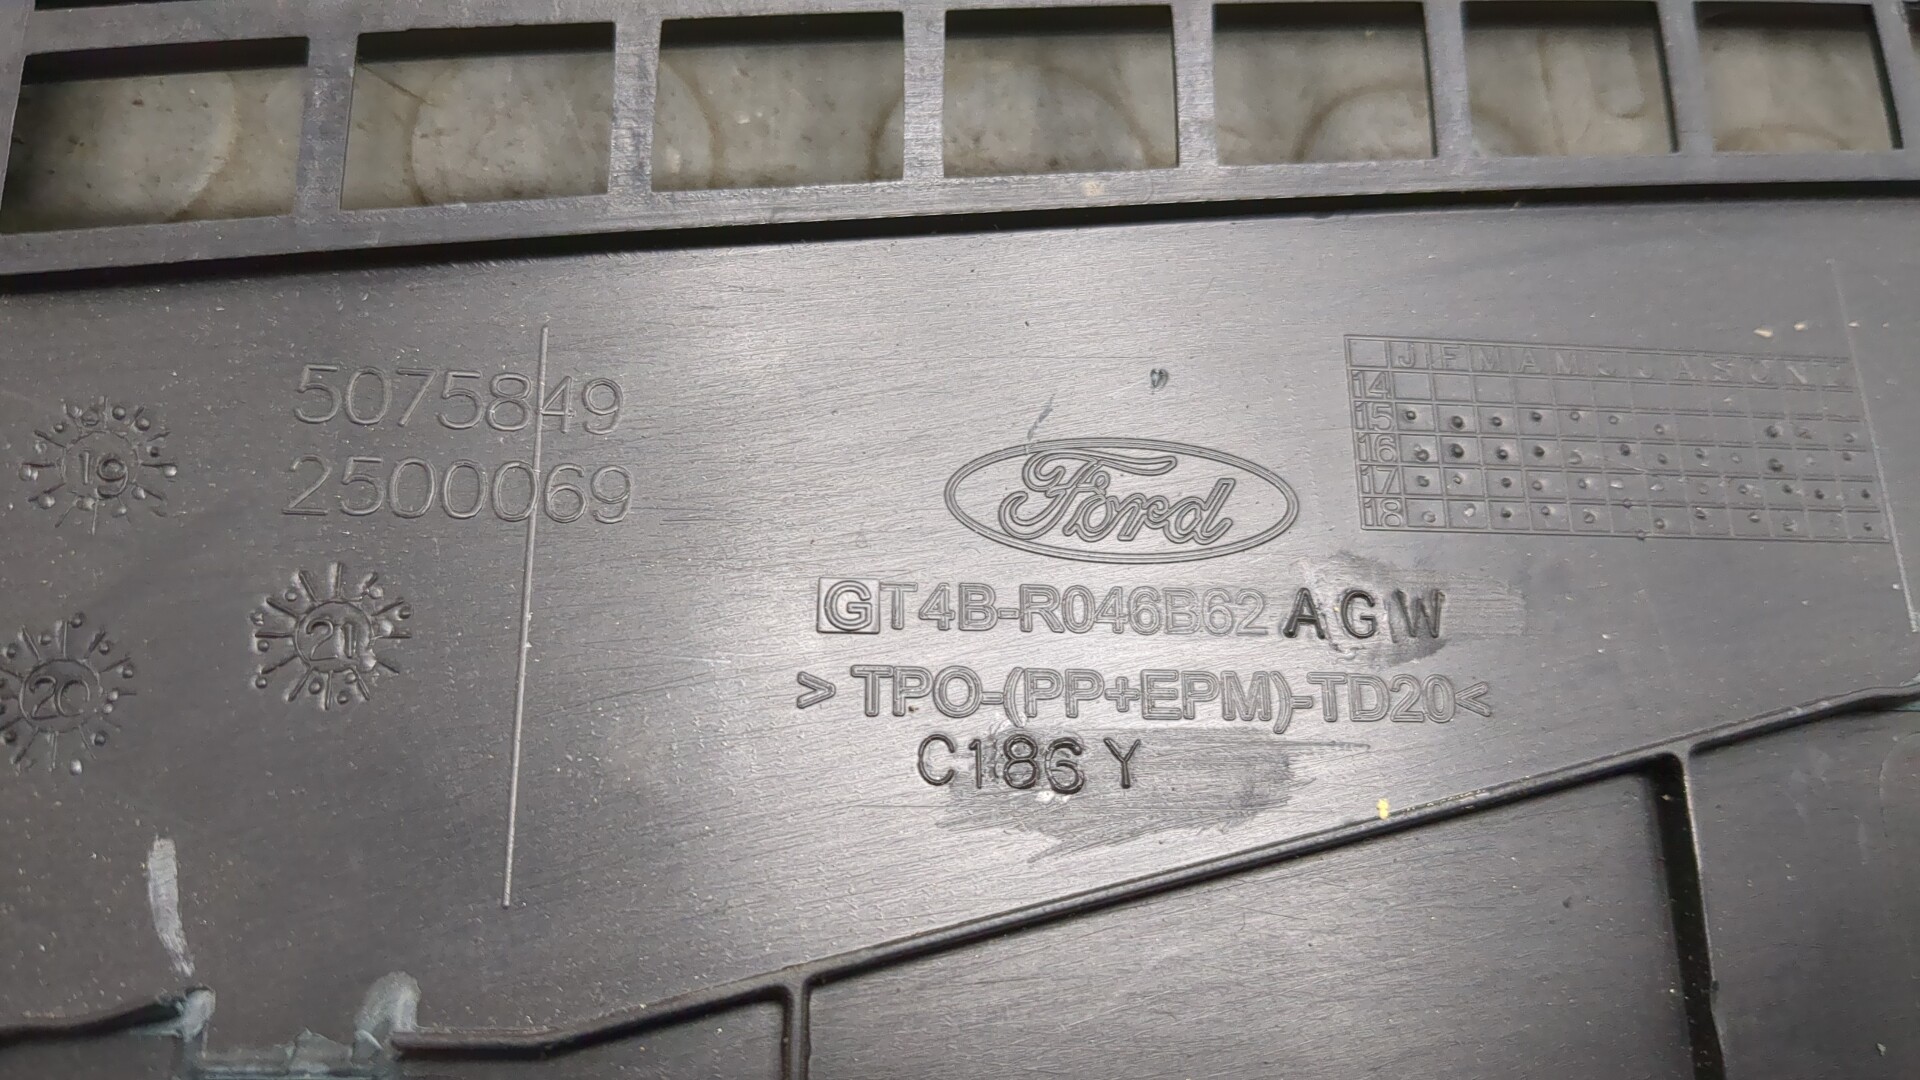 5075849
2500069
19
20
21
Ford
GT4B-R046B62 AGW
> TPO-(PP+EPM)-TD20<
C186 Y
J F M A M J J A S O N
14
15
16
17
18